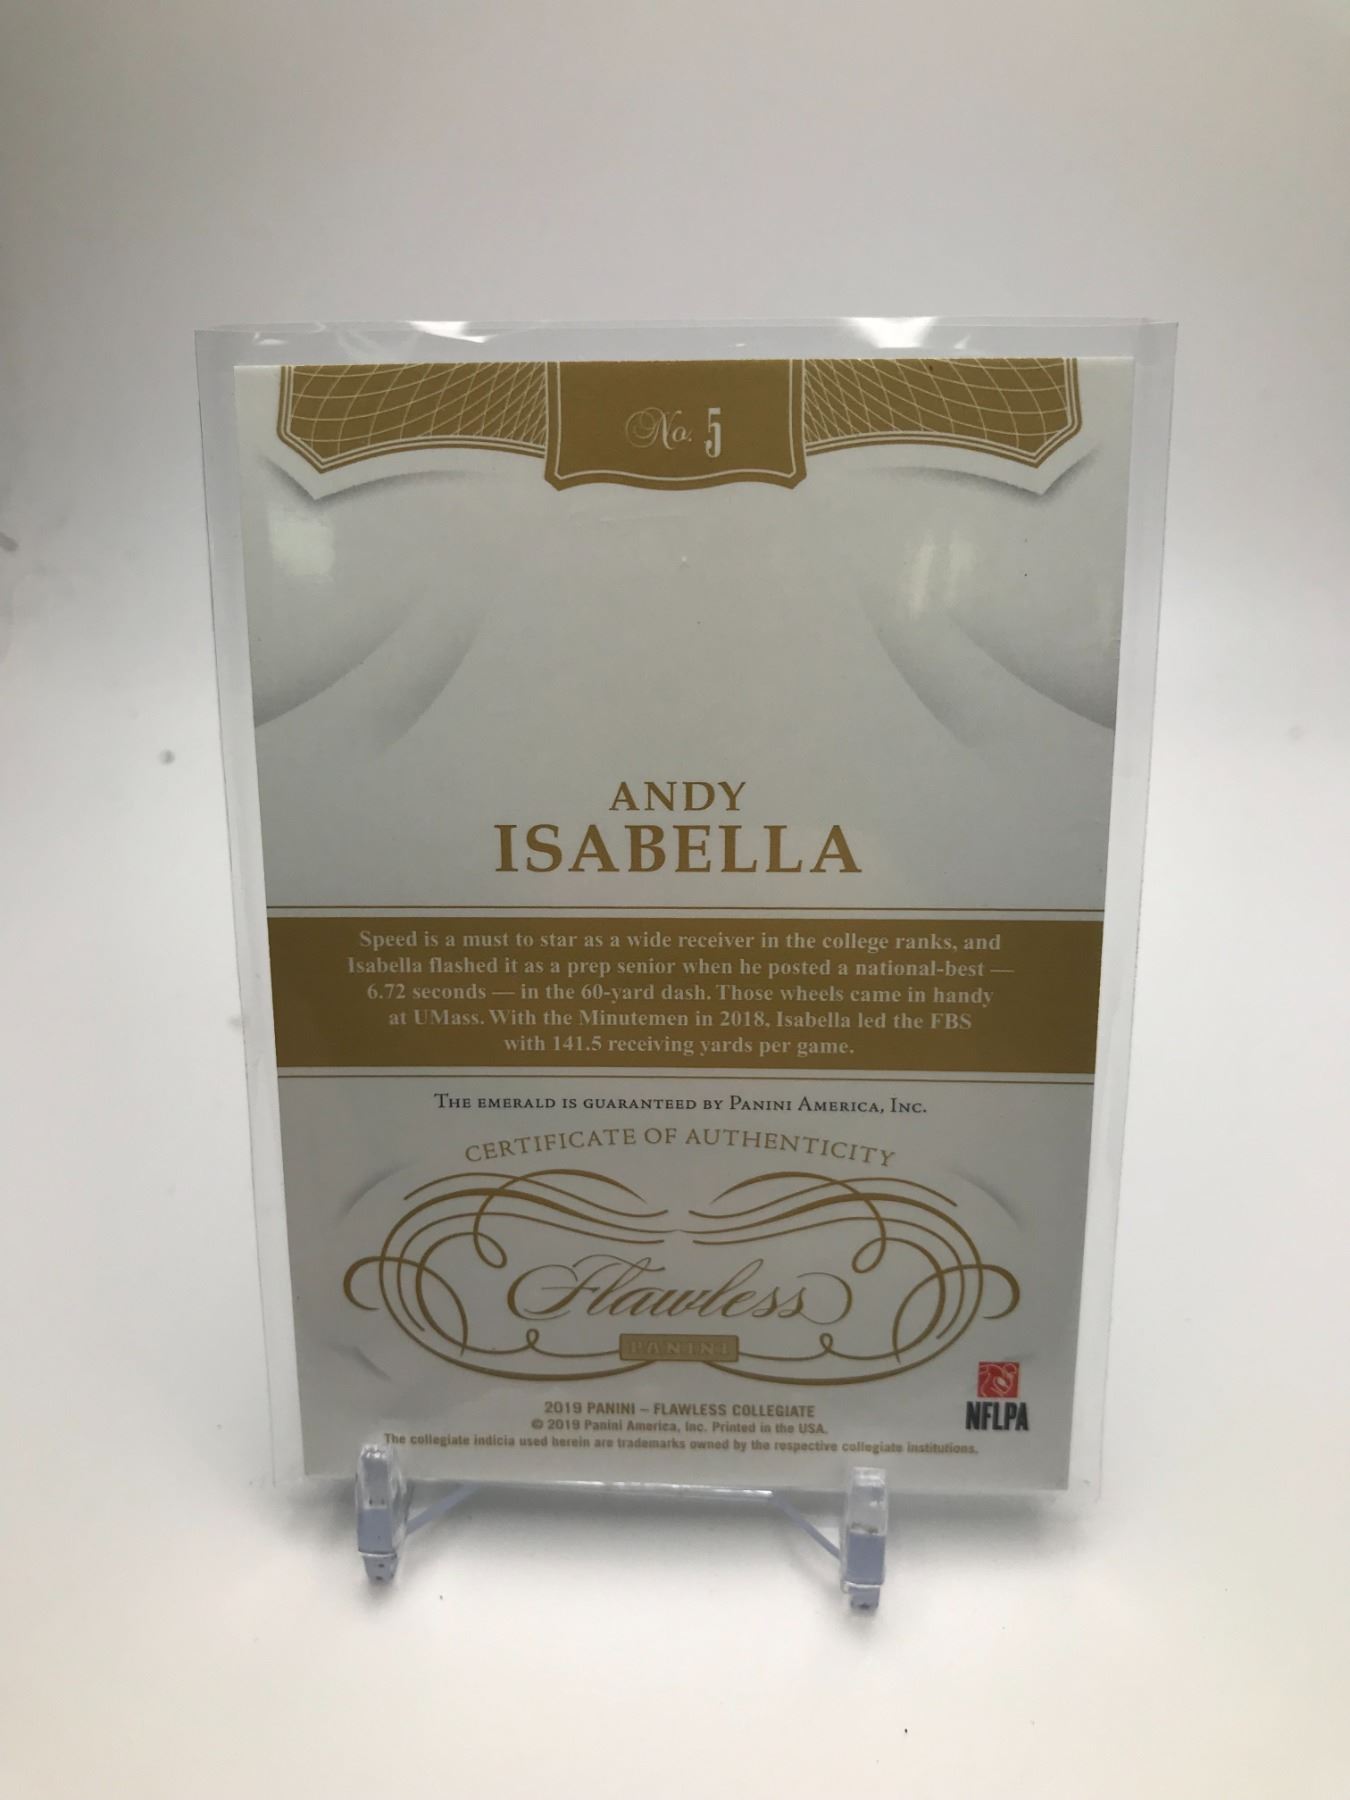 No. 5
ANDY
ISABELLA
Speed is a must to star as a wide receiver in the college ranks, and
Isabella flashed it as a prep senior when he posted a national-best —
6.72 seconds — in the 60-yard dash. Those wheels came in handy
at UMass. With the Minutemen in 2018, Isabella led the FBS
with 141.5 receiving yards per game.
THE EMERALD IS GUARANTEED BY PANINI AMERICA, INC.
CERTIFICATE OF AUTHENTICITY
Flawless
PANINI
2019 PANINI – FLAWLESS COLLEGIATE
© 2019 Panini America, Inc. Printed in the USA.
The collegiate indicia used herein are trademarks owned by the respective collegiate institutions.
NFLPA